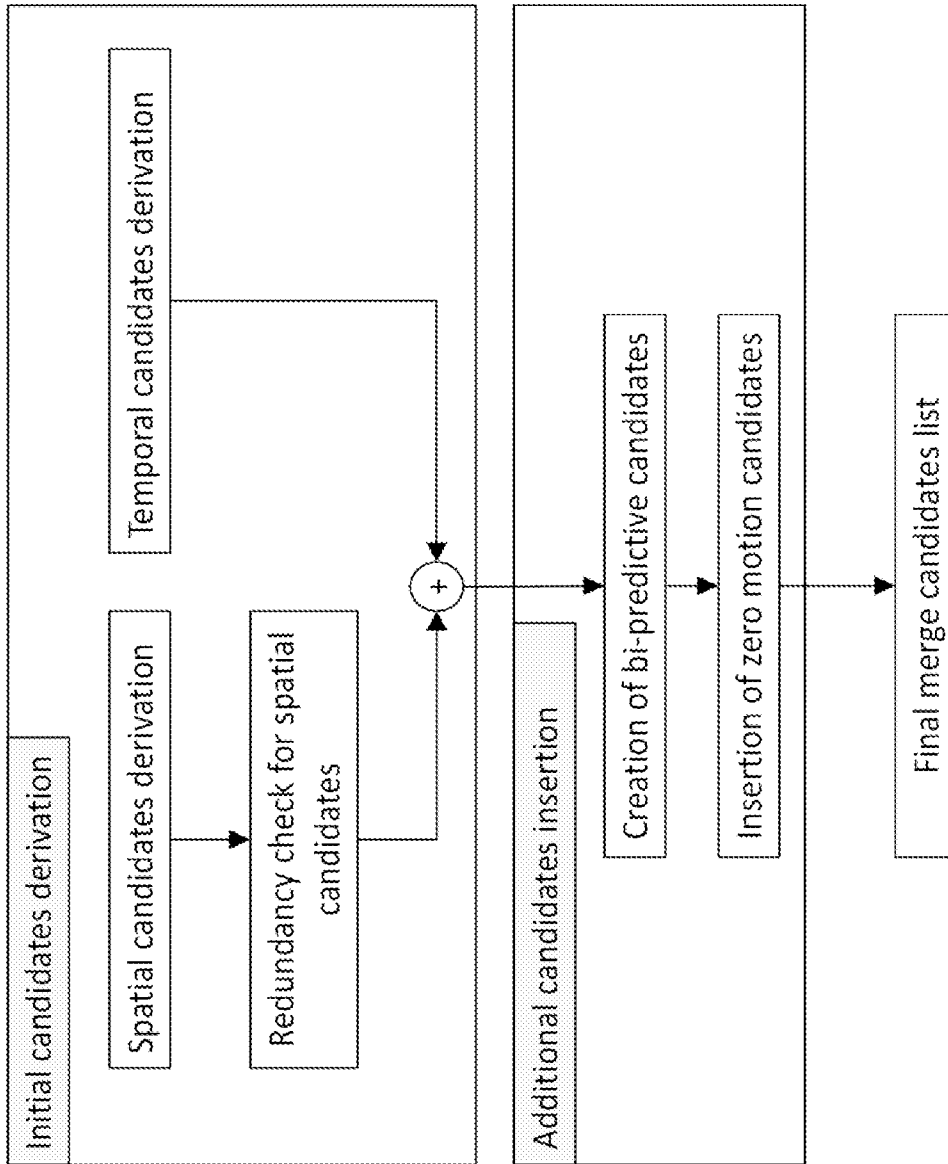 Initial candidates derivation
Spatial candidates derivation
Temporal candidates derivation
Redundancy check for spatial
candidates
+
Additional candidates insertion
Creation of bi-predictive candidates
Insertion of zero motion candidates
Final merge candidates list